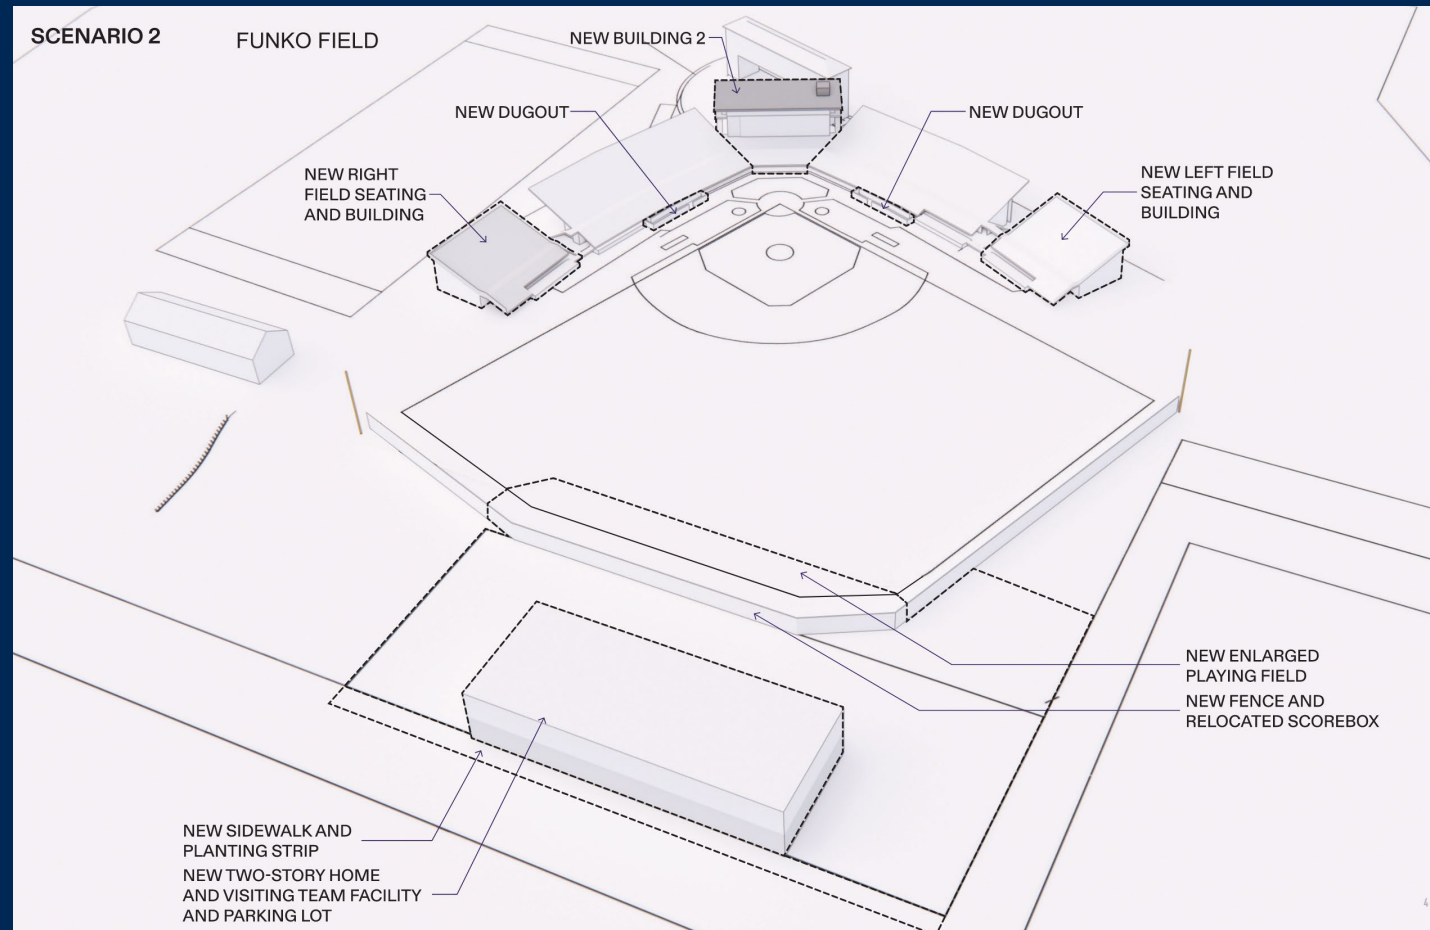 SCENARIO 2
FUNKO FIELD
NEW BUILDING 2
NEW DUGOUT
NEW DUGOUT
NEW RIGHT
FIELD SEATING
AND BUILDING
NEW LEFT FIELD
SEATING AND
BUILDING
NEW ENLARGED
PLAYING FIELD
NEW FENCE AND
RELOCATED SCOREBOX
NEW SIDEWALK AND
PLANTING STRIP
NEW TWO-STORY HOME
AND VISITING TEAM FACILITY
AND PARKING LOT
4